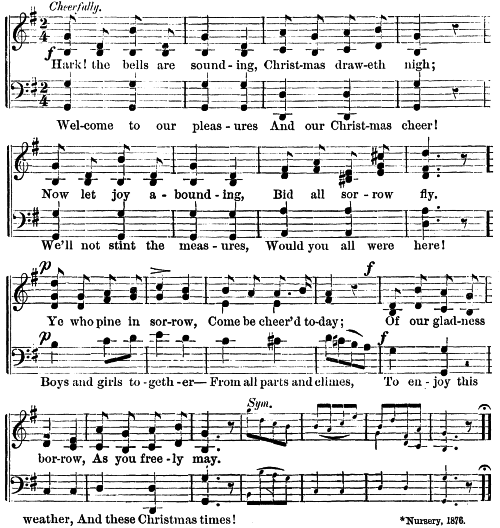 Cheerfully.
Hark! the bells are sound-ing, Christ-mas draw-eth nigh;
Wel-come to our pleas-ures And our Christ-mas cheer!
Now let joy a-bound-ing, Bid all sor-row fly.
We'll not stint the meas-ures, Would you all were here!
p f
Ye who pine in sor-row, Come be cheer'd to-day; Of our glad-ness
p f
Boys and girls to-geth-er— From all parts and climes, To en-joy this
Sym.
bor-row, As you free-ly may.
weather, And these Christmas times! *Nursery, 1876.